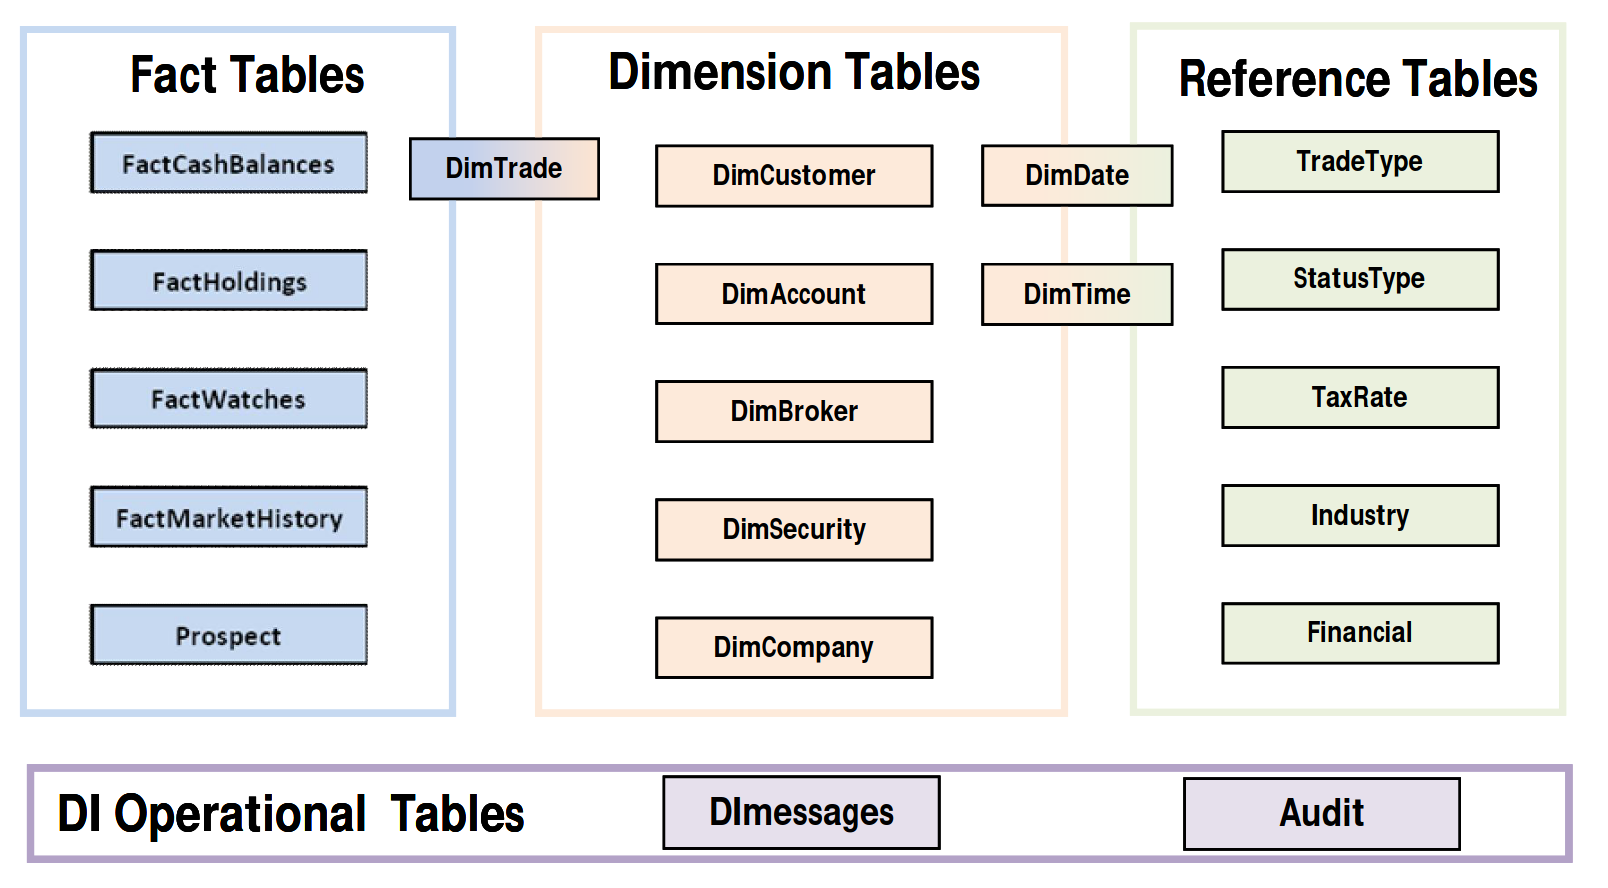 Fact Tables
FactCashBalances
FactHoldings
FactWatches
FactMarketHistory
Prospect
DimTrade
Dimension Tables
DimCustomer
DimAccount
DimBroker
DimSecurity
DimCompany
DimDate
DimTime
Reference Tables
TradeType
StatusType
TaxRate
Industry
Financial
DI Operational Tables
DImessages
Audit